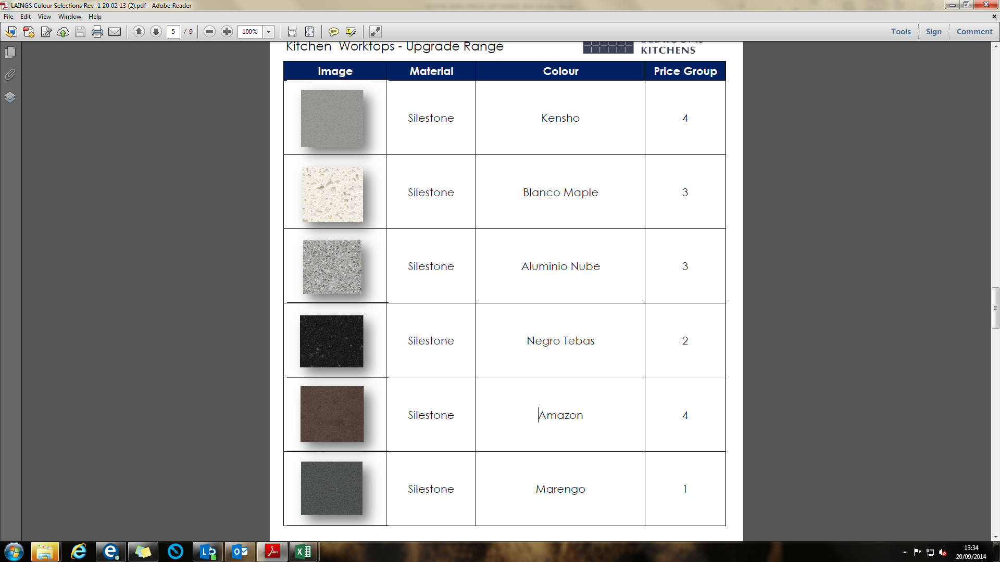 LAINGS Colour Selections Rev 1 20 02 13 (2).pdf - Adobe Reader
File Edit View Window Help
5 / 9 100% Tools Sign Comment
Kitchen Worktops - Upgrade Range
KITCHENS
Image Material Colour Price Group
Silestone Kensho 4
Silestone Blanco Maple 3
Silestone Aluminio Nube 3
Silestone Negro Tebas 2
Silestone Amazon 4
Silestone Marengo 1
13:34
20/09/2014